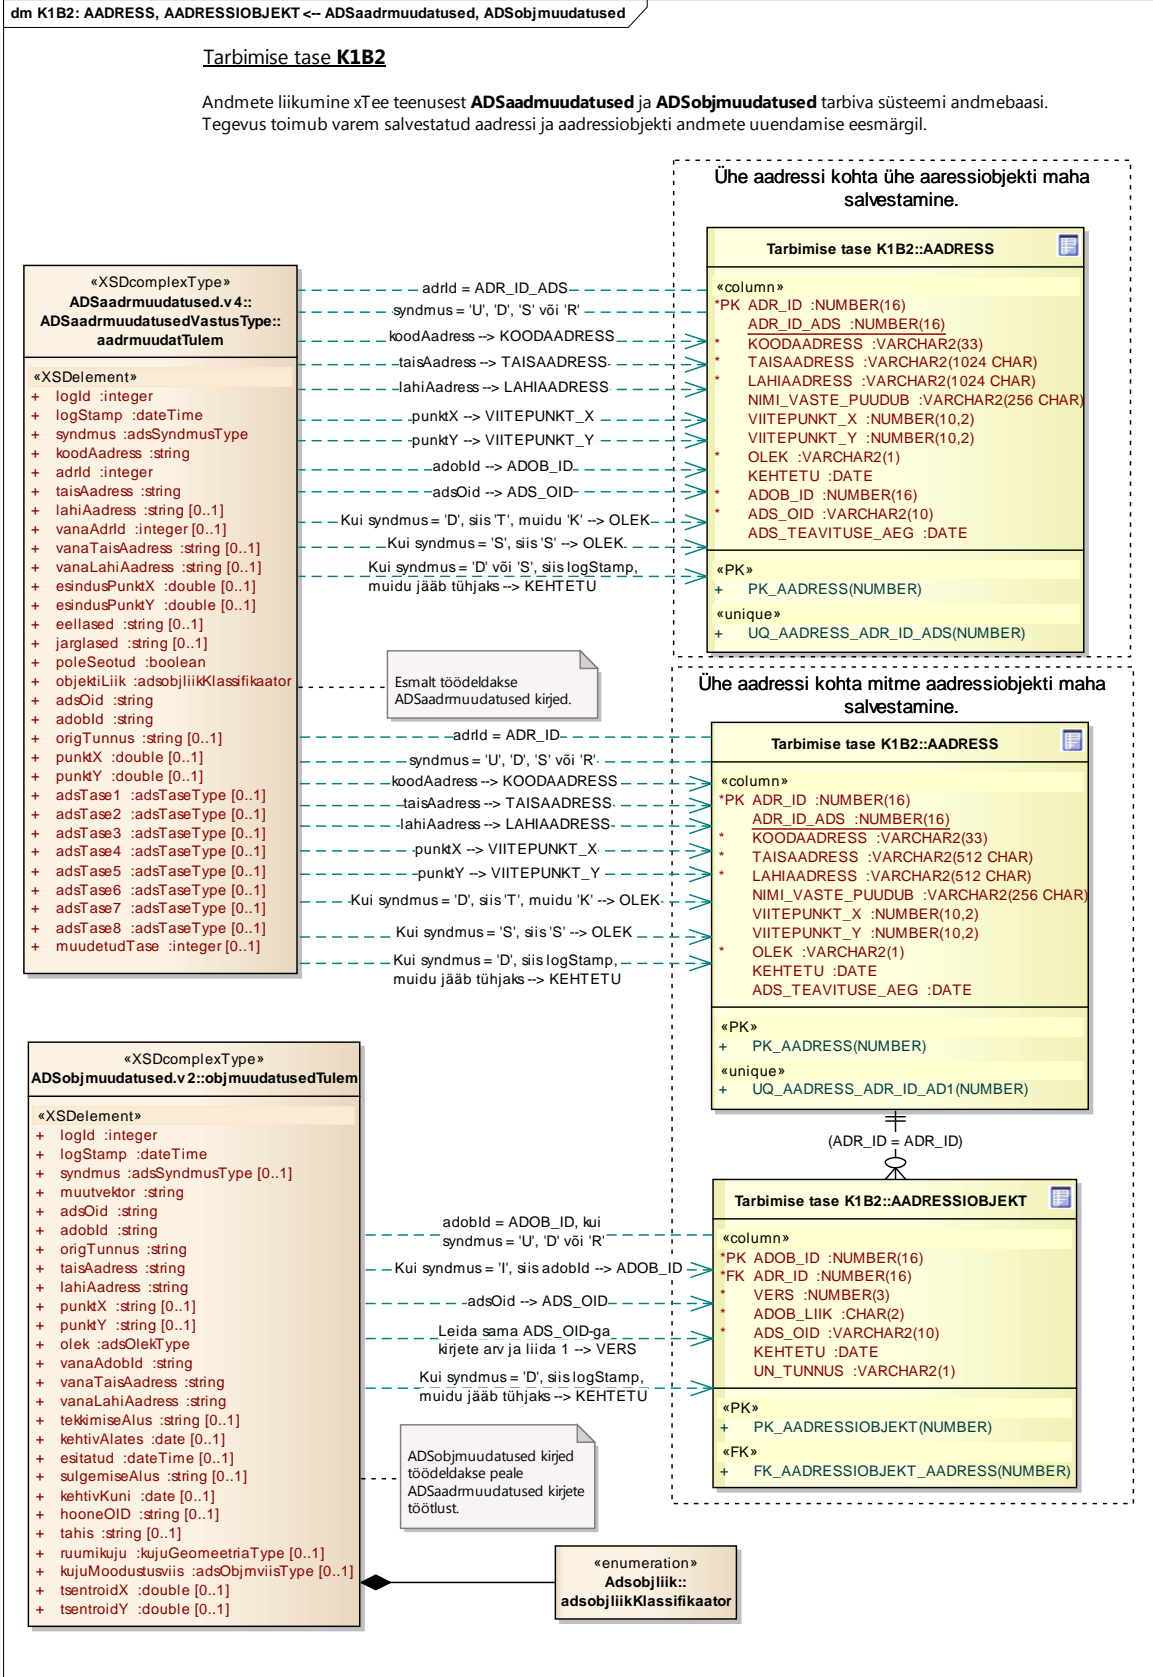 dm K1B2: AADRESS, AADRESSIOBJEKT <-- ADSaadrmuudatused, ADSobjmuudatused
Tarbimise tase K1B2
Andmete liikumine xTee teenusest ADSaadmuudatused ja ADSobjmuudatused tarbiva süsteemi andmebaasi.
Tegevus toimub varem salvestatud aadressi ja aadressiobjekti andmete uuendamise eesmärgil.
Ühe aadressi kohta ühe aaressiobjekti maha
salvestamine.
«XSDcomplexType»
ADSaadrmuudatused.v4::
ADSaadrmuudatusedVastusType::
aadrmuudatTulem
«XSDelement»
+ logId :integer
+ logStamp :dateTime
+ syndmus :adsSyndmusType
+ koodAadress :string
+ adrId :integer
+ taisAadress :string
+ lahiAadress :string [0..1]
+ vanaAdrId :integer [0..1]
+ vanaTaisAadress :string [0..1]
+ vanaLahiAadress :string [0..1]
+ esindusPunktX :double [0..1]
+ esindusPunktY :double [0..1]
+ eellased :string [0..1]
+ jarglased :string [0..1]
+ poleSeotud :boolean
+ objektiLiik :adsobjliikKlassifikaator
+ adsOid :string
+ adobId :string
+ origTunnus :string [0..1]
+ punktX :double [0..1]
+ punktY :double [0..1]
+ adsTase1 :adsTaseType [0..1]
+ adsTase2 :adsTaseType [0..1]
+ adsTase3 :adsTaseType [0..1]
+ adsTase4 :adsTaseType [0..1]
+ adsTase5 :adsTaseType [0..1]
+ adsTase6 :adsTaseType [0..1]
+ adsTase7 :adsTaseType [0..1]
+ adsTase8 :adsTaseType [0..1]
+ muudetudTase :integer [0..1]
adrId = ADR_ID_ADS
syndmus = 'U', 'D', 'S' või 'R'
koodAadress --> KOODAADRESS
taisAadress --> TAISAADRESS
lahiAadress --> LAHIAADRESS
punktX --> VIITEPUNKT_X
punktY --> VIITEPUNKT_Y
adobId --> ADOB_ID
adsOid --> ADS_OID
Kui syndmus = 'D', siis 'T', muidu 'K' --> OLEK
Kui syndmus = 'S', siis 'S' --> OLEK
Kui syndmus = 'D' või 'S', siis logStamp,
muidu jääb tühjaks --> KEHTETU
Tarbimise tase K1B2::AADRESS
«column»
*PK ADR_ID :NUMBER(16)
ADR_ID_ADS :NUMBER(16)
* KOODAADRESS :VARCHAR2(33)
* TAISAADRESS :VARCHAR2(1024 CHAR)
* LAHIAADRESS :VARCHAR2(1024 CHAR)
NIMI_VASTE_PUUDUB :VARCHAR2(256 CHAR)
VIITEPUNKT_X :NUMBER(10,2)
VIITEPUNKT_Y :NUMBER(10,2)
* OLEK :VARCHAR2(1)
KEHTETU :DATE
* ADOB_ID :NUMBER(16)
* ADS_OID :VARCHAR2(10)
ADS_TEAVITUSE_AEG :DATE
«PK»
+ PK_AADRESS(NUMBER)
«unique»
+ UQ_AADRESS_ADR_ID_ADS(NUMBER)
Esmalt töödeldakse
ADSaadrmuudatused kirjed.
Ühe aadressi kohta mitme aadressiobjekti maha
salvestamine.
adrId = ADR_ID
syndmus = 'U', 'D', 'S' või 'R'
koodAadress --> KOODAADRESS
taisAadress --> TAISAADRESS
lahiAadress --> LAHIAADRESS
punktX --> VIITEPUNKT_X
punktY --> VIITEPUNKT_Y
Kui syndmus = 'D', siis 'T', muidu 'K' --> OLEK
Kui syndmus = 'S', siis 'S' --> OLEK
Kui syndmus = 'D', siis logStamp,
muidu jääb tühjaks --> KEHTETU
Tarbimise tase K1B2::AADRESS
«column»
*PK ADR_ID :NUMBER(16)
ADR_ID_ADS :NUMBER(16)
* KOODAADRESS :VARCHAR2(33)
* TAISAADRESS :VARCHAR2(512 CHAR)
* LAHIAADRESS :VARCHAR2(512 CHAR)
NIMI_VASTE_PUUDUB :VARCHAR2(256 CHAR)
VIITEPUNKT_X :NUMBER(10,2)
VIITEPUNKT_Y :NUMBER(10,2)
* OLEK :VARCHAR2(1)
KEHTETU :DATE
ADS_TEAVITUSE_AEG :DATE
«PK»
+ PK_AADRESS(NUMBER)
«unique»
+ UQ_AADRESS_ADR_ID_AD1(NUMBER)
(ADR_ID = ADR_ID)
«XSDcomplexType»
ADSobjmuudatused.v2::objmuudatusedTulem
«XSDelement»
+ logId :integer
+ logStamp :dateTime
+ syndmus :adsSyndmusType [0..1]
+ muutvektor :string
+ adsOid :string
+ adobId :string
+ origTunnus :string
+ taisAadress :string
+ lahiAadress :string
+ punktX :string [0..1]
+ punktY :string [0..1]
+ olek :adsOlekType
+ vanaAdobId :string
+ vanaTaisAadress :string
+ vanaLahiAadress :string
+ tekkimiseAlus :string [0..1]
+ kehtivAlates :date [0..1]
+ esitatud :dateTime [0..1]
+ sulgemiseAlus :string [0..1]
+ kehtivKuni :date [0..1]
+ hooneOID :string [0..1]
+ tahis :string [0..1]
+ ruumikuju :kujuGeomeetriaType [0..1]
+ kujuMoodustusviis :adsObjmviisType [0..1]
+ tsentroidX :double [0..1]
+ tsentroidY :double [0..1]
adobId = ADOB_ID, kui
syndmus = 'U', 'D' või 'R'
Kui syndmus = 'I', siis adobId --> ADOB_ID
adsOid --> ADS_OID
Leida sama ADS_OID-ga
kirjete arv ja liida 1 --> VERS
Kui syndmus = 'D', siis logStamp,
muidu jääb tühjaks --> KEHTETU
Tarbimise tase K1B2::AADRESSIOBJEKT
«column»
*PK ADOB_ID :NUMBER(16)
*FK ADR_ID :NUMBER(16)
* VERS :NUMBER(3)
* ADOB_LIIK :CHAR(2)
* ADS_OID :VARCHAR2(10)
KEHTETU :DATE
UN_TUNNUS :VARCHAR2(1)
«PK»
+ PK_AADRESSIOBJEKT(NUMBER)
«FK»
+ FK_AADRESSIOBJEKT_AADRESS(NUMBER)
ADSobjmuudatused kirjed
töödeldakse peale
ADSaadrmuudatused kirjete
töötlust.
«enumeration»
Adsobjliik::
adsobjliikKlassifikaator